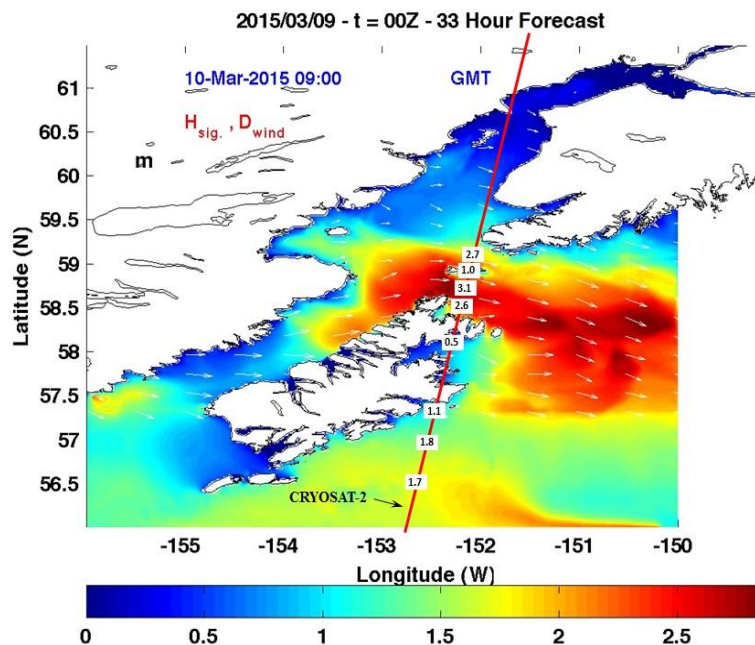 2015/03/09 - t = 00Z - 33 Hour Forecast
10-Mar-2015 09:00 GMT
H sig. , D wind
m
Latitude (N)
61
60.5
60
59.5
59
58.5
58
57.5
57
56.5
2.7
1.0
3.1
2.6
0.5
1.1
1.8
1.7
CRYOSAT-2
-155 -154 -153 -152 -151 -150
Longitude (W)
0 0.5 1 1.5 2 2.5